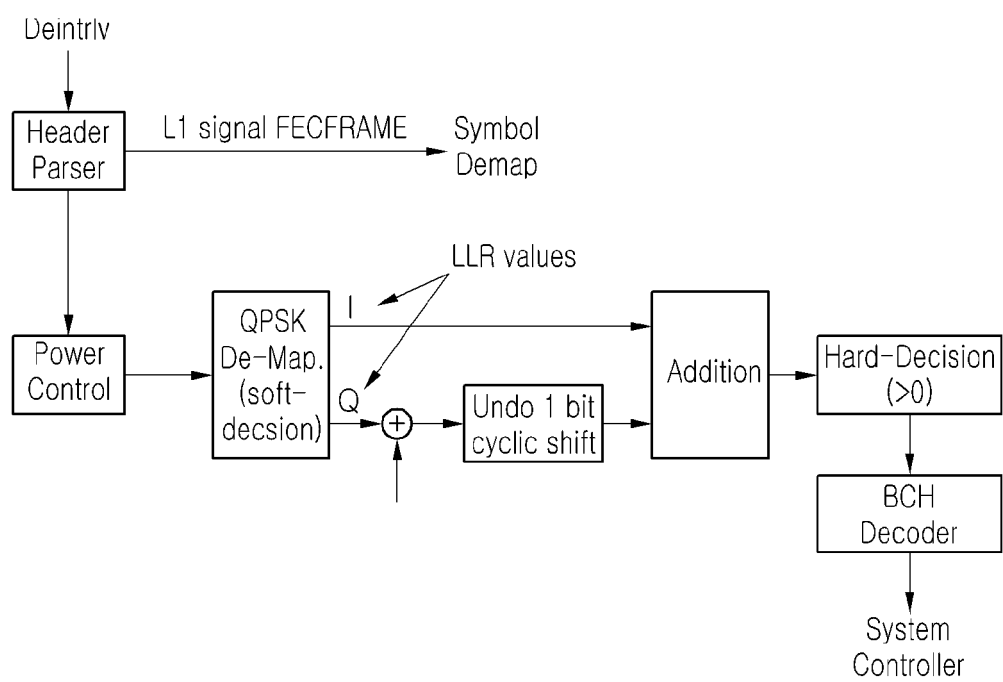 Deintrlv
Header
Parser
L1 signal FECFRAME
Symbol
Demap
LLR values
Power
Control
QPSK
De-Map.
(soft-
decsion)
I
Q
+
Undo 1 bit
cyclic shift
Addition
Hard-Decision
(>0)
BCH
Decoder
System
Controller